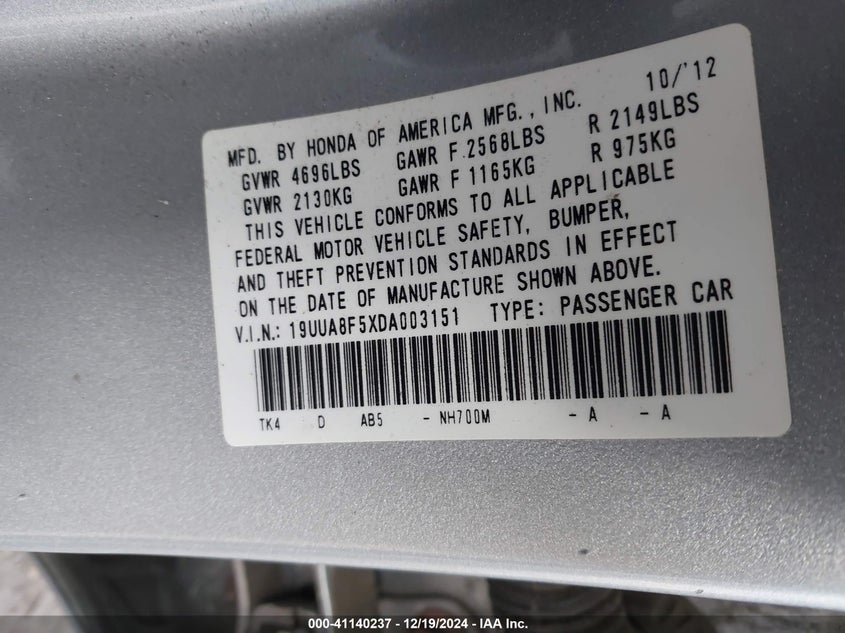 10/'12
MFD. BY HONDA OF AMERICA MFG., INC.
GVWR 4696LBS GAWR F 2568LBS R 2149LBS
GVWR 2130KG GAWR F 1165KG R 975KG
THIS VEHICLE CONFORMS TO ALL APPLICABLE
FEDERAL MOTOR VEHICLE SAFETY, BUMPER,
AND THEFT PREVENTION STANDARDS IN EFFECT
ON THE DATE OF MANUFACTURE SHOWN ABOVE.
V.I.N.: 19UUA8F5XDA003151 TYPE: PASSENGER CAR
TK4 D AB5 - NH700M - A - A
000-41140237 - 12/19/2024 - IAA Inc.